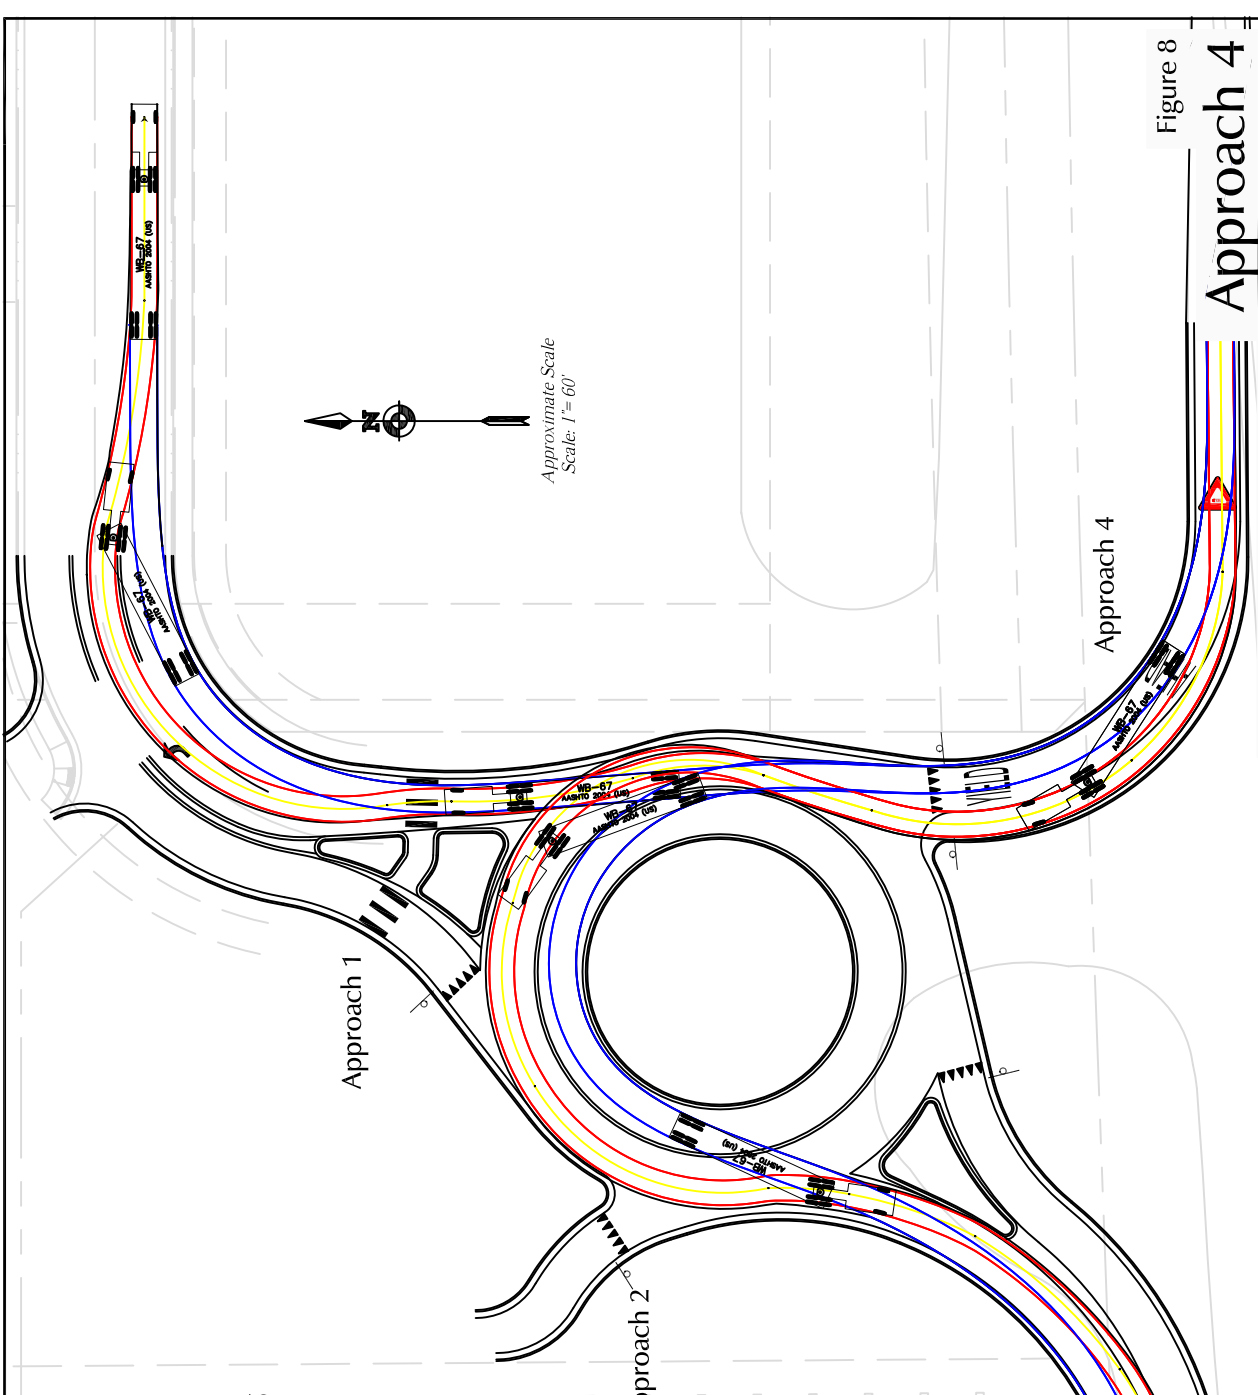 Figure 8
Approach 4
WB-67
AASHTO 2004 (US)
N
Approximate Scale
Scale: 1"= 60'
WB-67
AASHTO 2004 (US)
Approach 4
WB-67
AASHTO 2004 (US)
WB-67
AASHTO 2004 (US)
WB-67
AASHTO 2004 (US)
Approach 1
WB-67
AASHTO 2004 (US)
proach 2